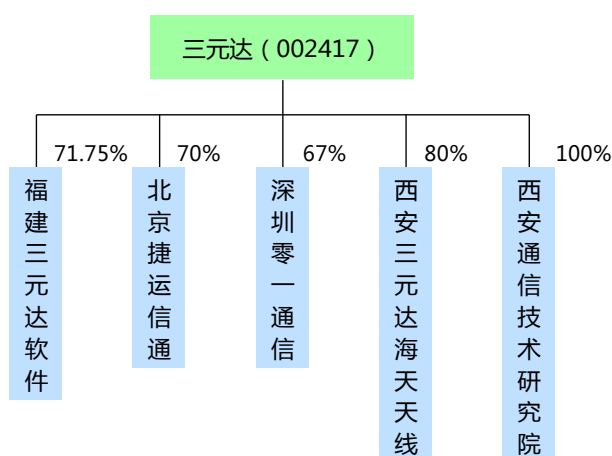 三元达（002417）
71.75%
70%
67%
80%
100%
福建三元达软件
北京捷运信通
深圳零一通信
西安三元达海天天线
西安通信技术研究院